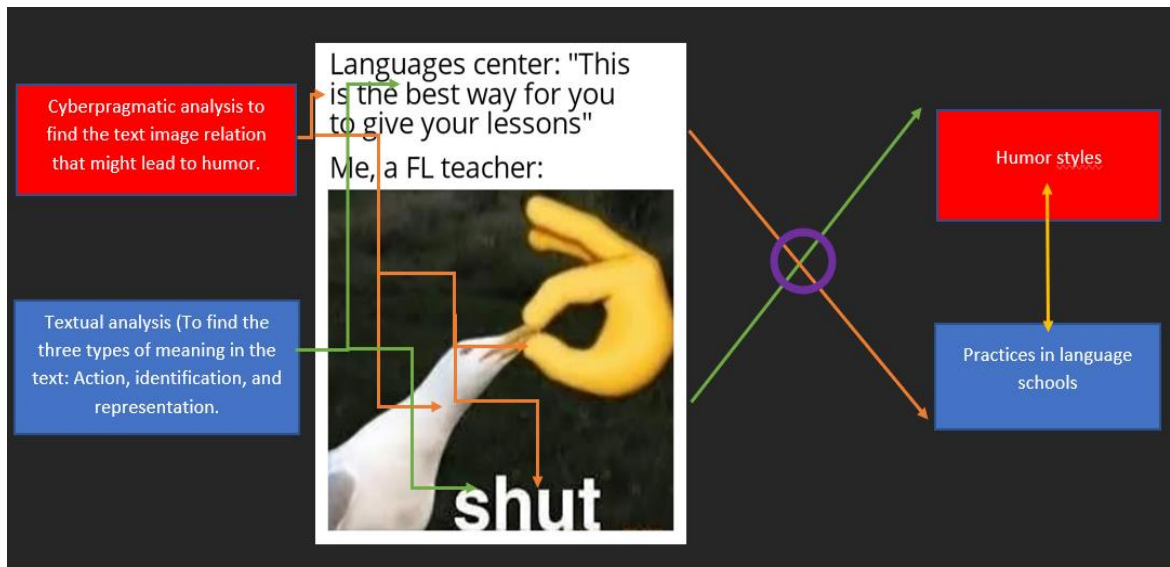 Cyberpragmatic analysis to
find the text image relation
that might lead to humor.
Textual analysis (To find the
three types of meaning in the
text: Action, identification, and
representation.
Languages center: "This
is the best way for you
to give your lessons"
Me, a FL teacher:
shut
Humor styles
Practices in language
schools